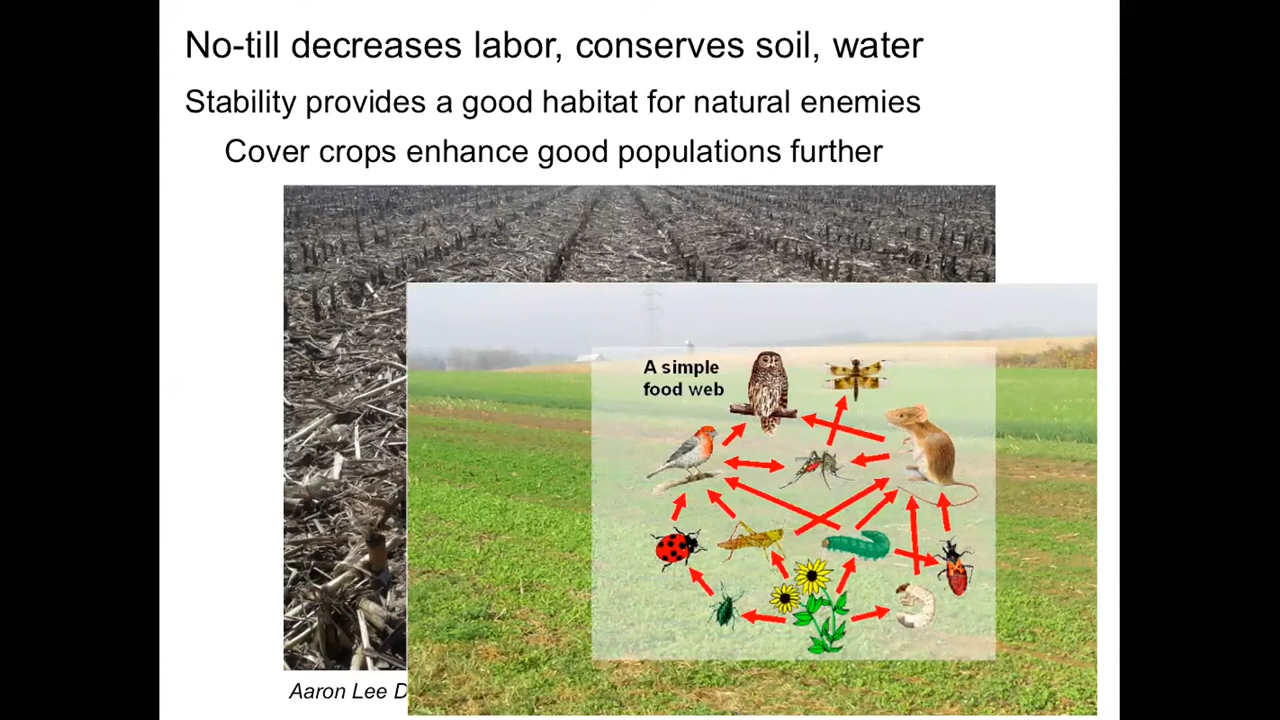 No-till decreases labor, conserves soil, water
Stability provides a good habitat for natural enemies
Cover crops enhance good populations further
A simple
food web
Aaron Lee D